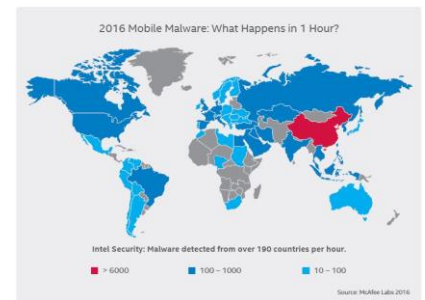 2016 Mobile Malware: What Happens in 1 Hour?
Intel Security: Malware detected from over 190 countries per hour.
> 6000
100 – 1000
10 – 100
Source: McAfee Labs 2016